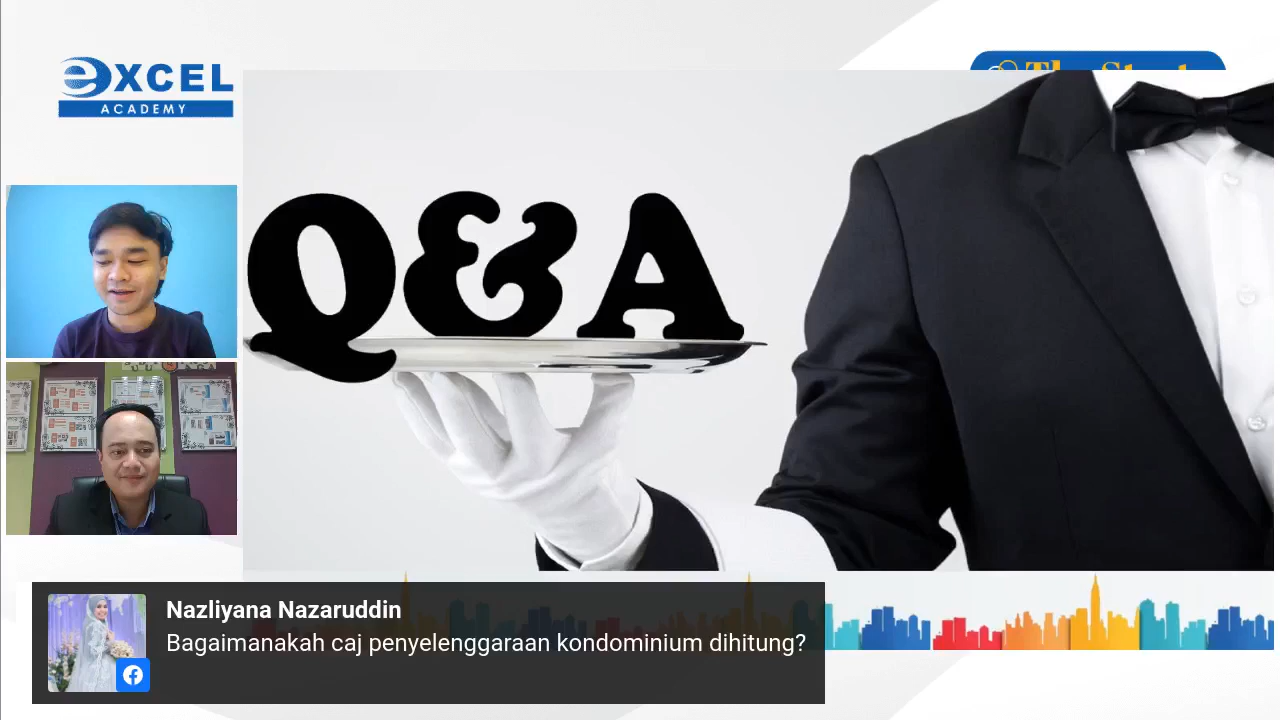 eXCEL
ACADEMY
Q&A
Nazliyana Nazaruddin
Bagaimanakah caj penyelenggaraan kondominium dihitung?